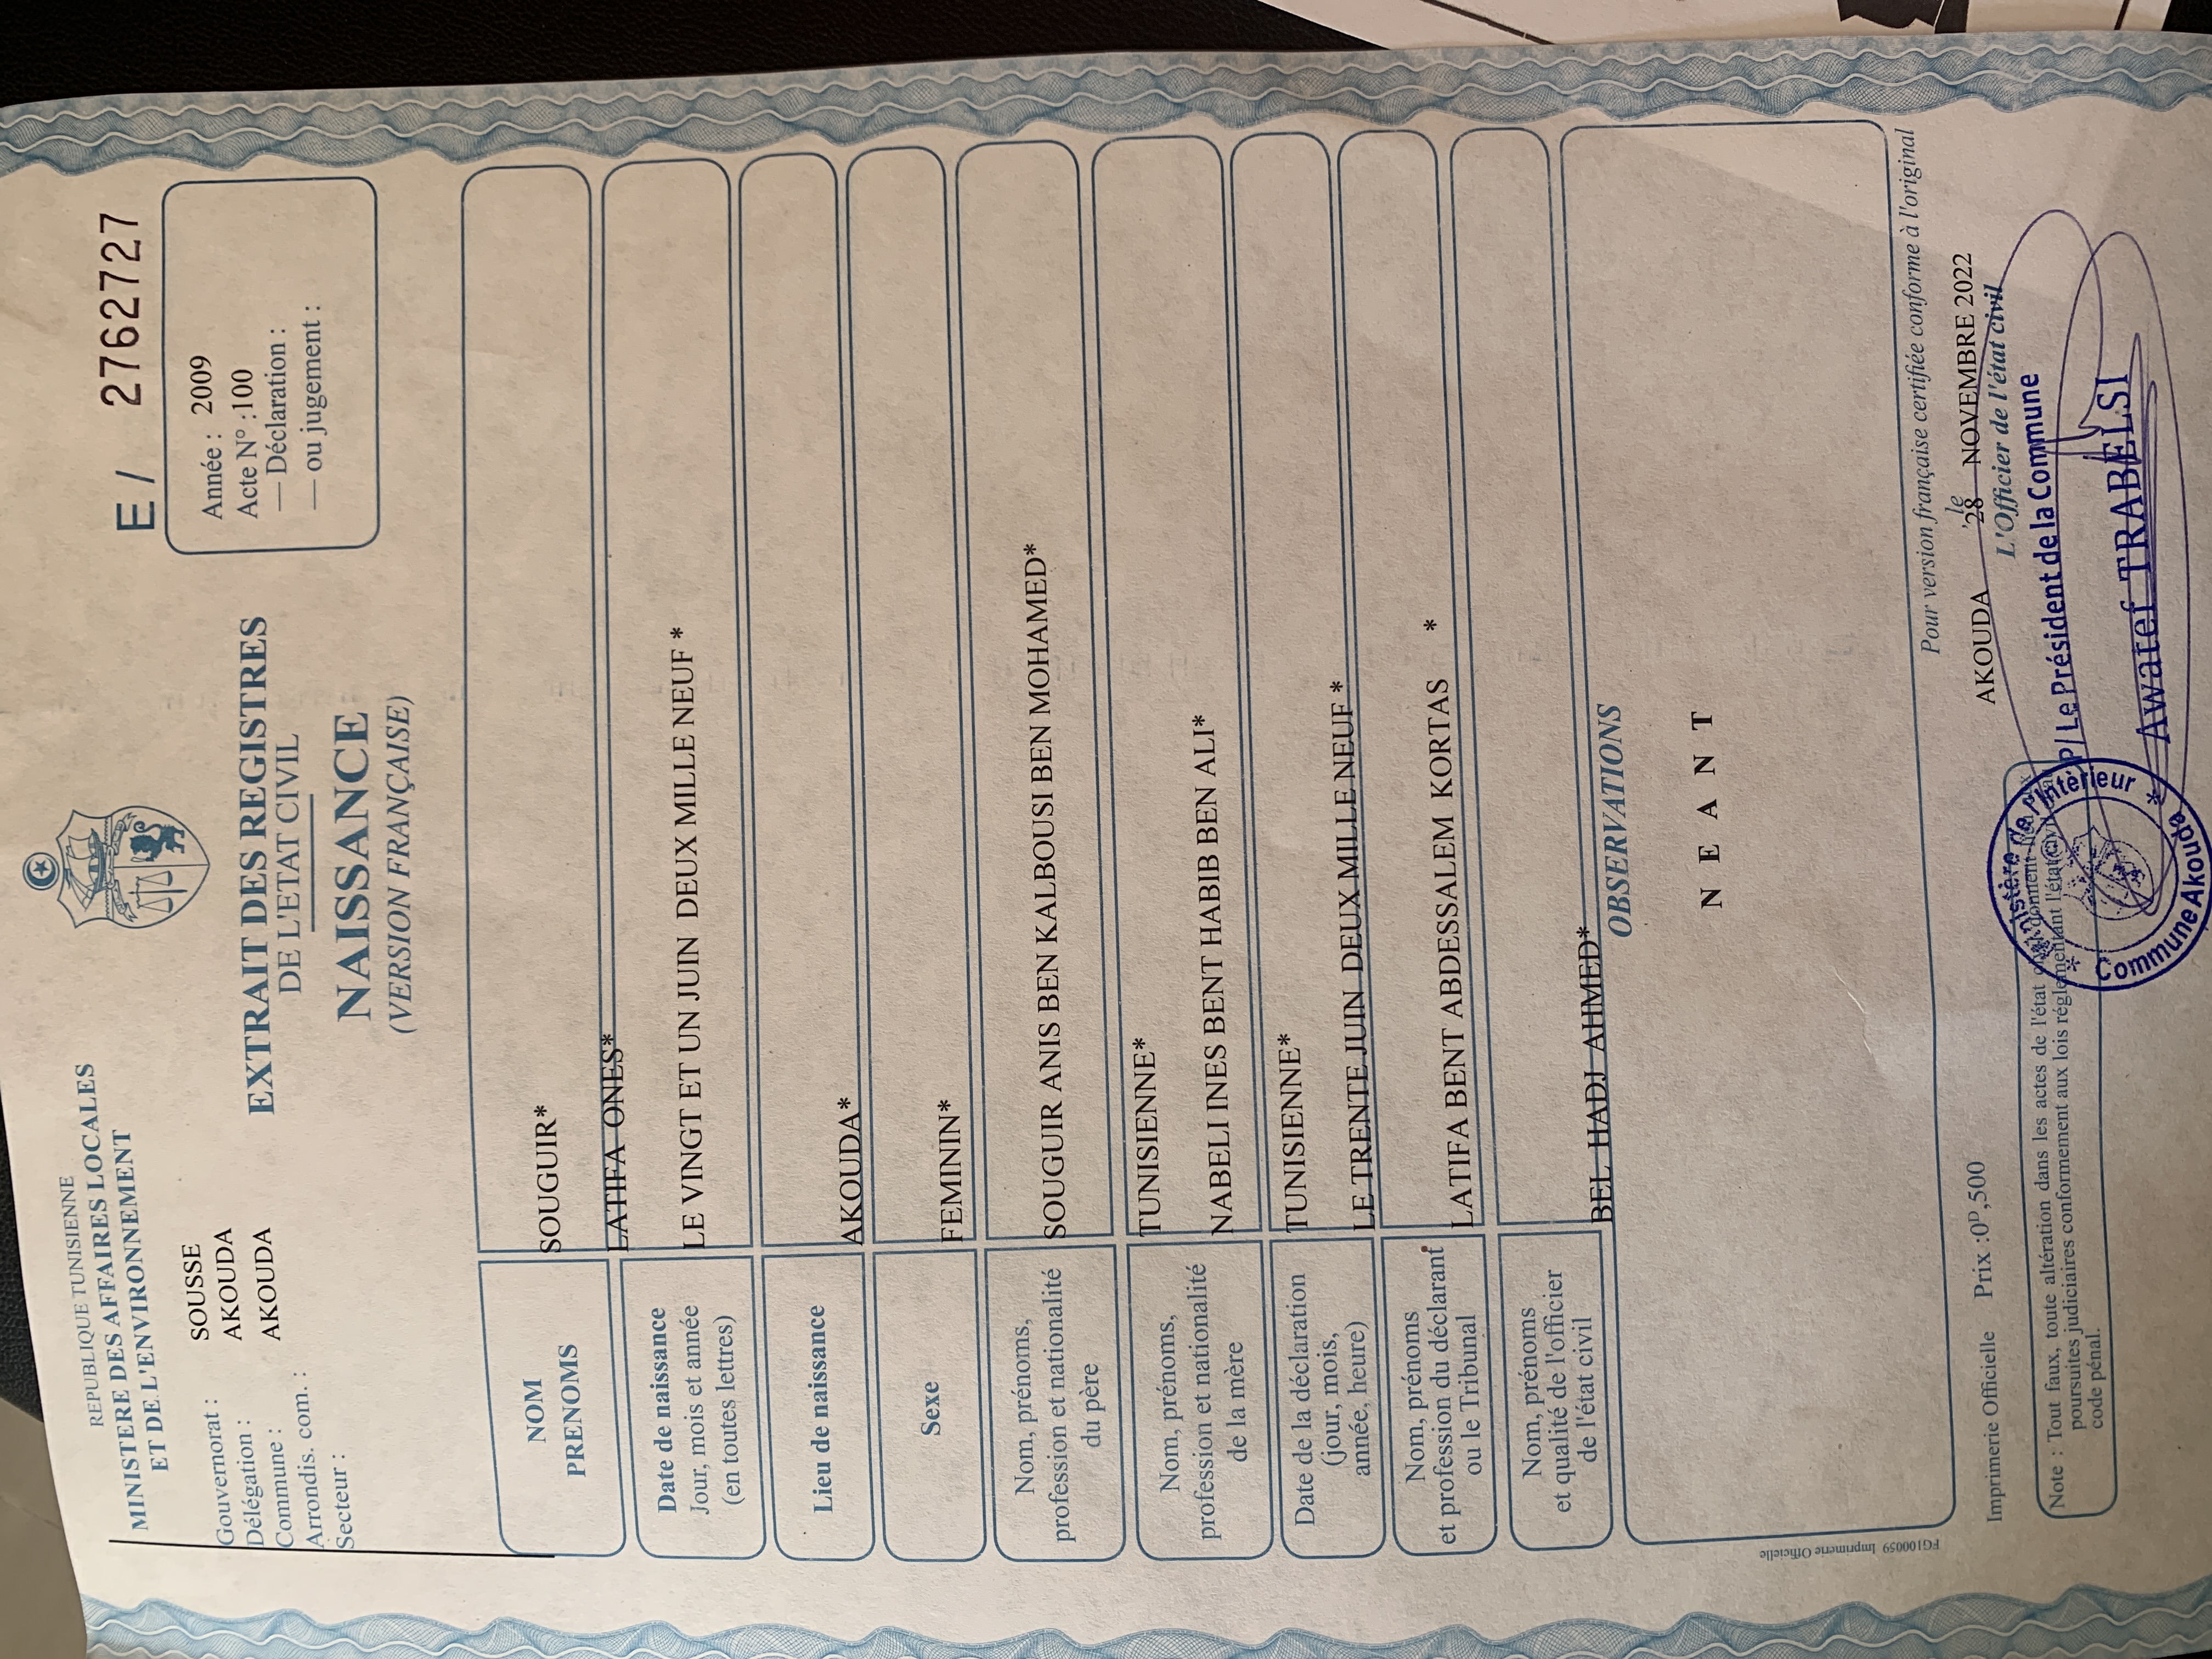 REPUBLIQUE TUNISIENNE
MINISTERE DES AFFAIRES LOCALES
ET DE L'ENVIRONNEMENT
E / 2762727
Gouvernorat : SOUSSE
Délégation : AKOUDA
Commune : AKOUDA
Arrondis. com. :
Secteur :
Année : 2009
Acte N° :100
— Déclaration :
— ou jugement :
EXTRAIT DES REGISTRES
DE L'ETAT CIVIL
NAISSANCE
(VERSION FRANÇAISE)
NOM
PRENOMS
SOUGUIR*
LATIFA ONES*
Date de naissance
Jour, mois et année
(en toutes lettres)
LE VINGT ET UN JUIN DEUX MILLE NEUF *
Lieu de naissance
AKOUDA*
Sexe
FEMININ*
Nom, prénoms,
profession et nationalité
du père
SOUGUIR ANIS BEN KALBOUSI BEN MOHAMED*
TUNISIENNE*
Nom, prénoms,
profession et nationalité
de la mère
NABELI INES BENT HABIB BEN ALI*
TUNISIENNE*
Date de la déclaration
(jour, mois,
année, heure)
LE TRENTE JUIN DEUX MILLE NEUF *
Nom, prénoms
et profession du déclarant
ou le Tribunal
LATIFA BENT ABDESSALEM KORTAS *
Nom, prénoms
et qualité de l'officier
de l'état civil
BEL HADJ AHMED*
OBSERVATIONS
N E A N T
Pour version française certifiée conforme à l'original
AKOUDA le 28 NOVEMBRE 2022
L'Officier de l'état civil
P/ Le Président de la Commune
Awatef TRABELSI
Ministère de l'Intérieur
* Commune Akouda *
Imprimerie Officielle Prix :0ᴰ,500
Note : Tout faux, toute altération dans les actes de l'état
poursuites judiciaires conformement aux lois réglementant l'état
code pénal.
FG100059 Imprimerie Officielle